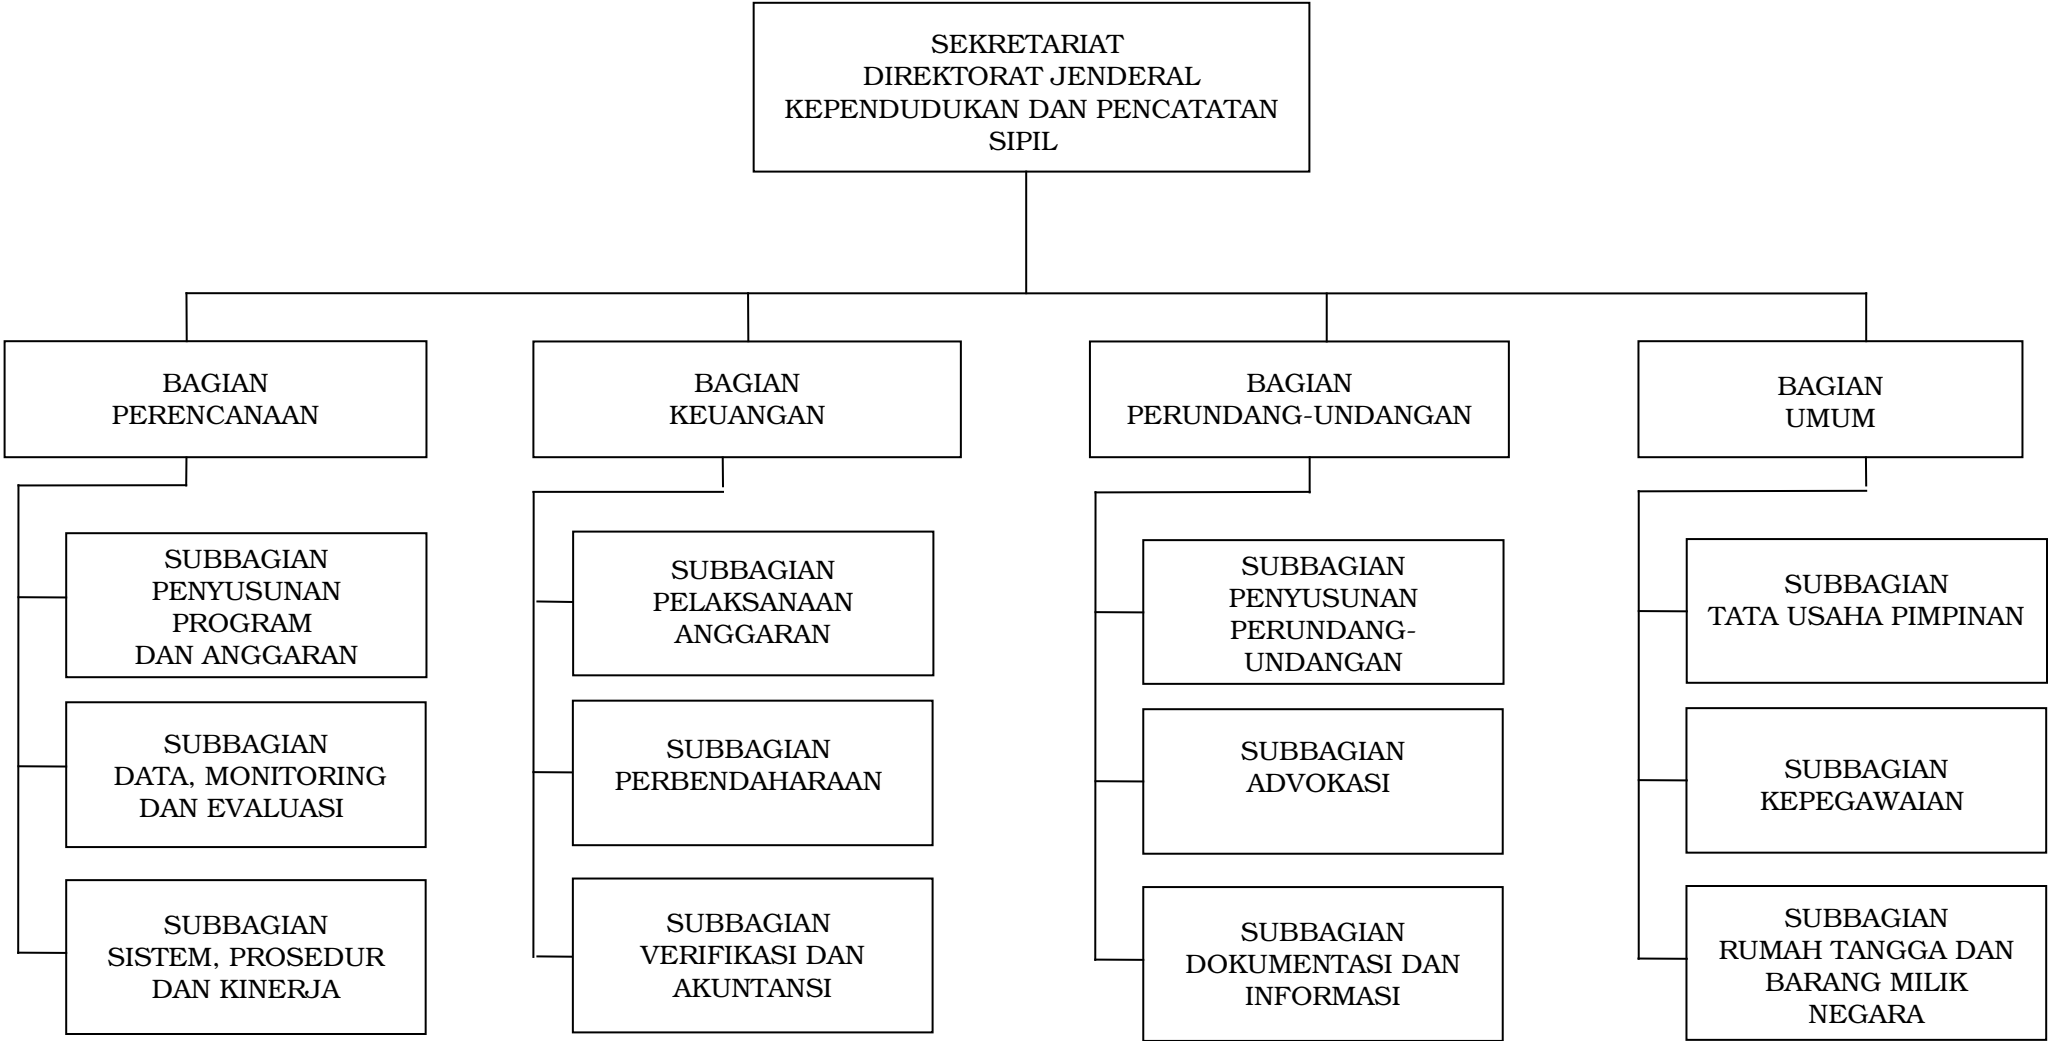 SEKRETARIAT
DIREKTORAT JENDERAL
KEPENDUDUKAN DAN PENCATATAN
SIPIL
BAGIAN
PERENCANAAN
BAGIAN
KEUANGAN
BAGIAN
PERUNDANG-UNDANGAN
BAGIAN
UMUM
SUBBAGIAN
PENYUSUNAN
PROGRAM
DAN ANGGARAN
SUBBAGIAN
DATA, MONITORING
DAN EVALUASI
SUBBAGIAN
SISTEM, PROSEDUR
DAN KINERJA
SUBBAGIAN
PELAKSANAAN
ANGGARAN
SUBBAGIAN
PERBENDAHARAAN
SUBBAGIAN
VERIFIKASI DAN
AKUNTANSI
SUBBAGIAN
PENYUSUNAN
PERUNDANG-
UNDANGAN
SUBBAGIAN
ADVOKASI
SUBBAGIAN
DOKUMENTASI DAN
INFORMASI
SUBBAGIAN
TATA USAHA PIMPINAN
SUBBAGIAN
KEPEGAWAIAN
SUBBAGIAN
RUMAH TANGGA DAN
BARANG MILIK
NEGARA